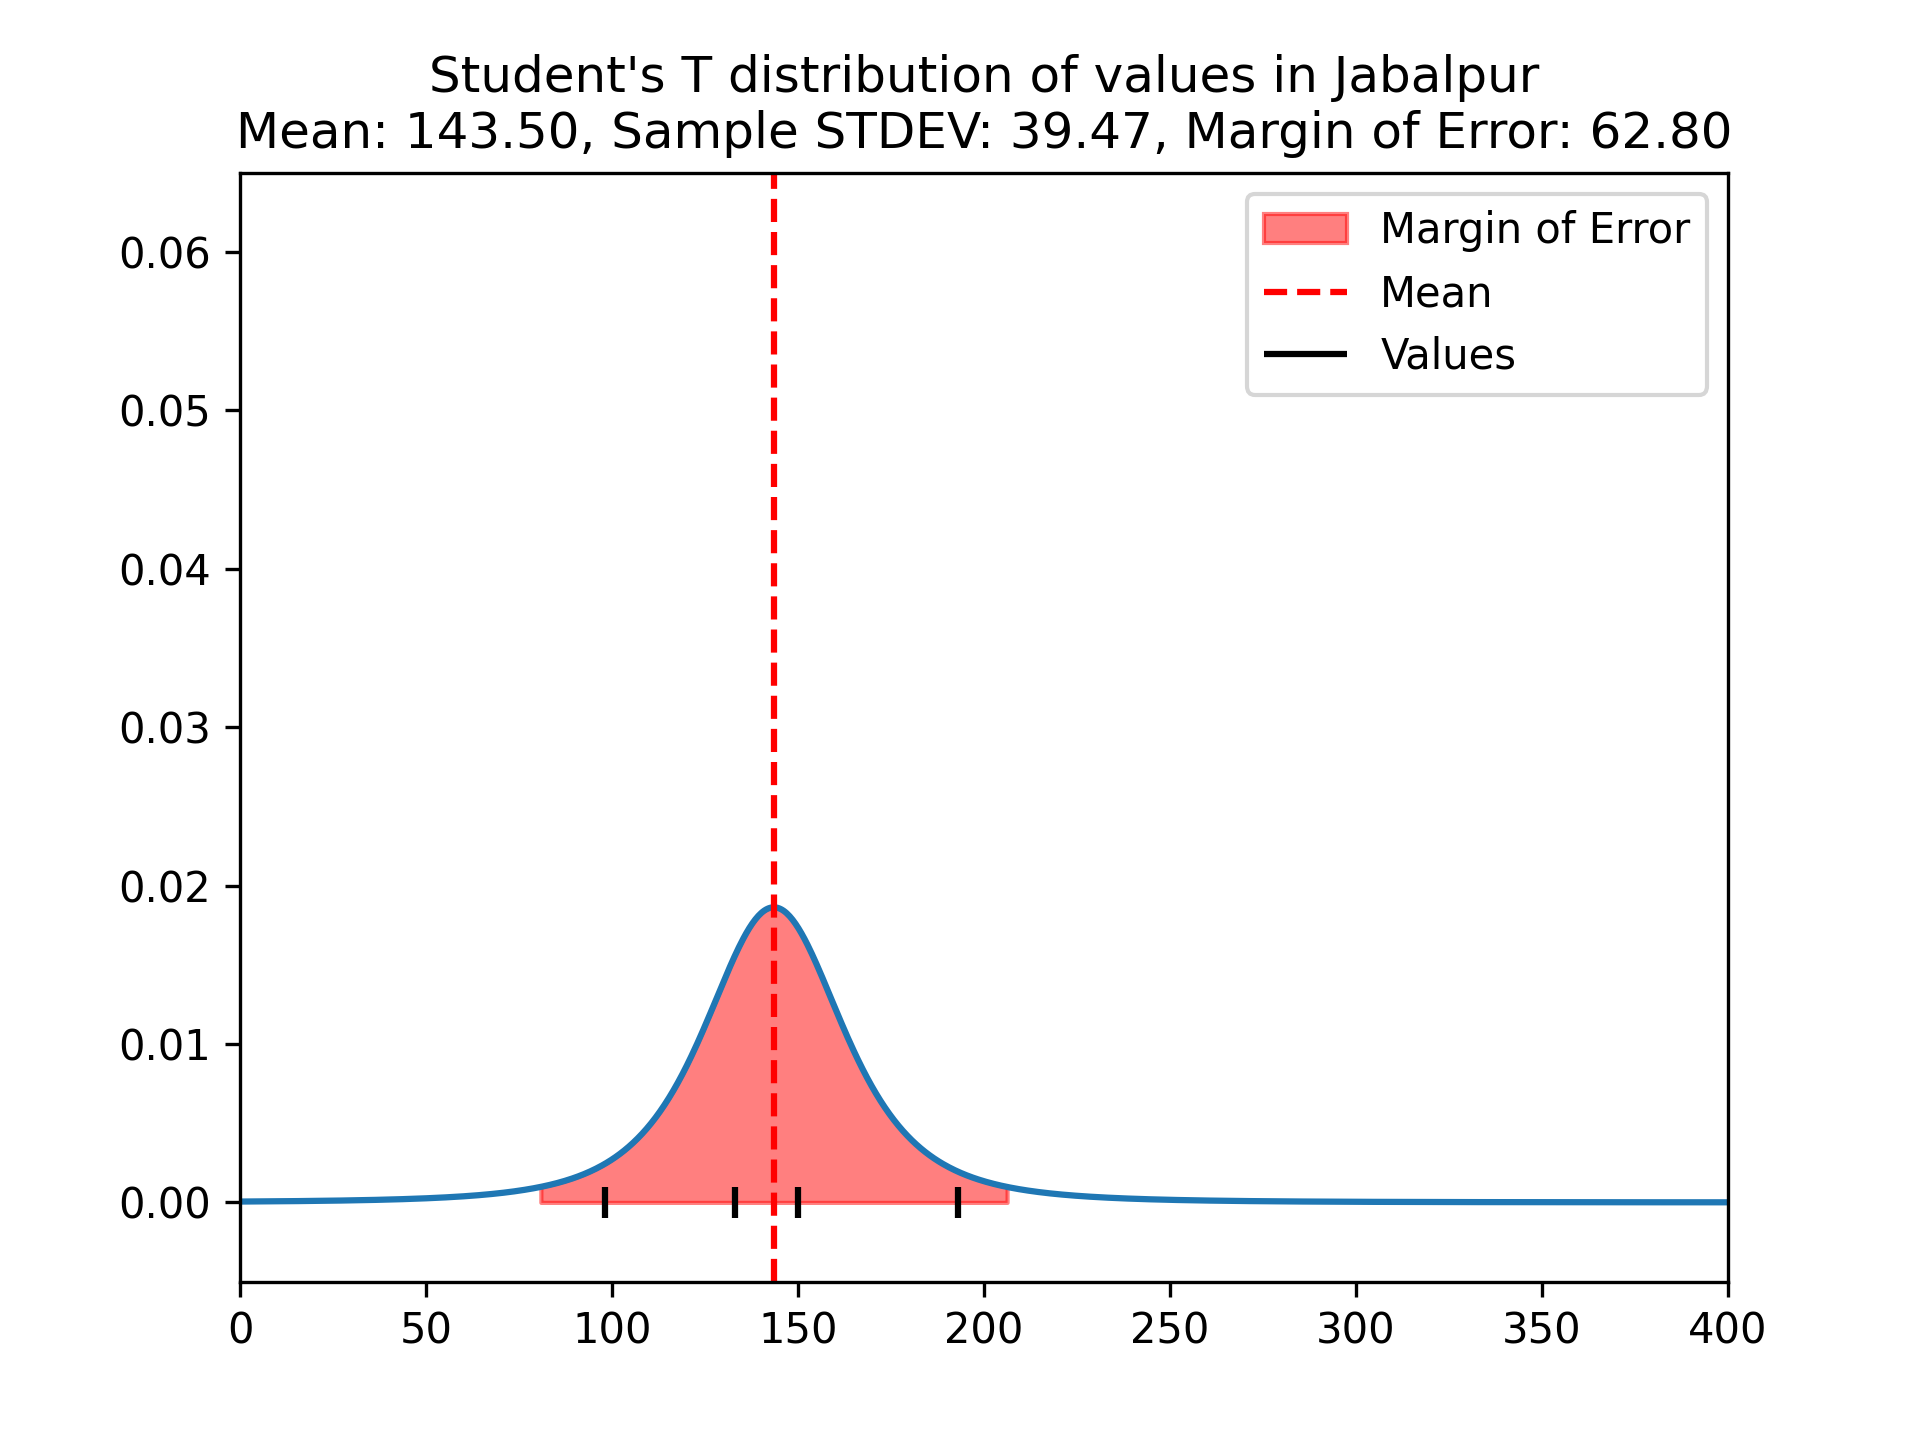 Student's T distribution of values in Jabalpur
Mean: 143.50, Sample STDEV: 39.47, Margin of Error: 62.80
Margin of Error
Mean
Values
0.06
0.05
0.04
0.03
0.02
0.01
0.00
0 50 100 150 200 250 300 350 400